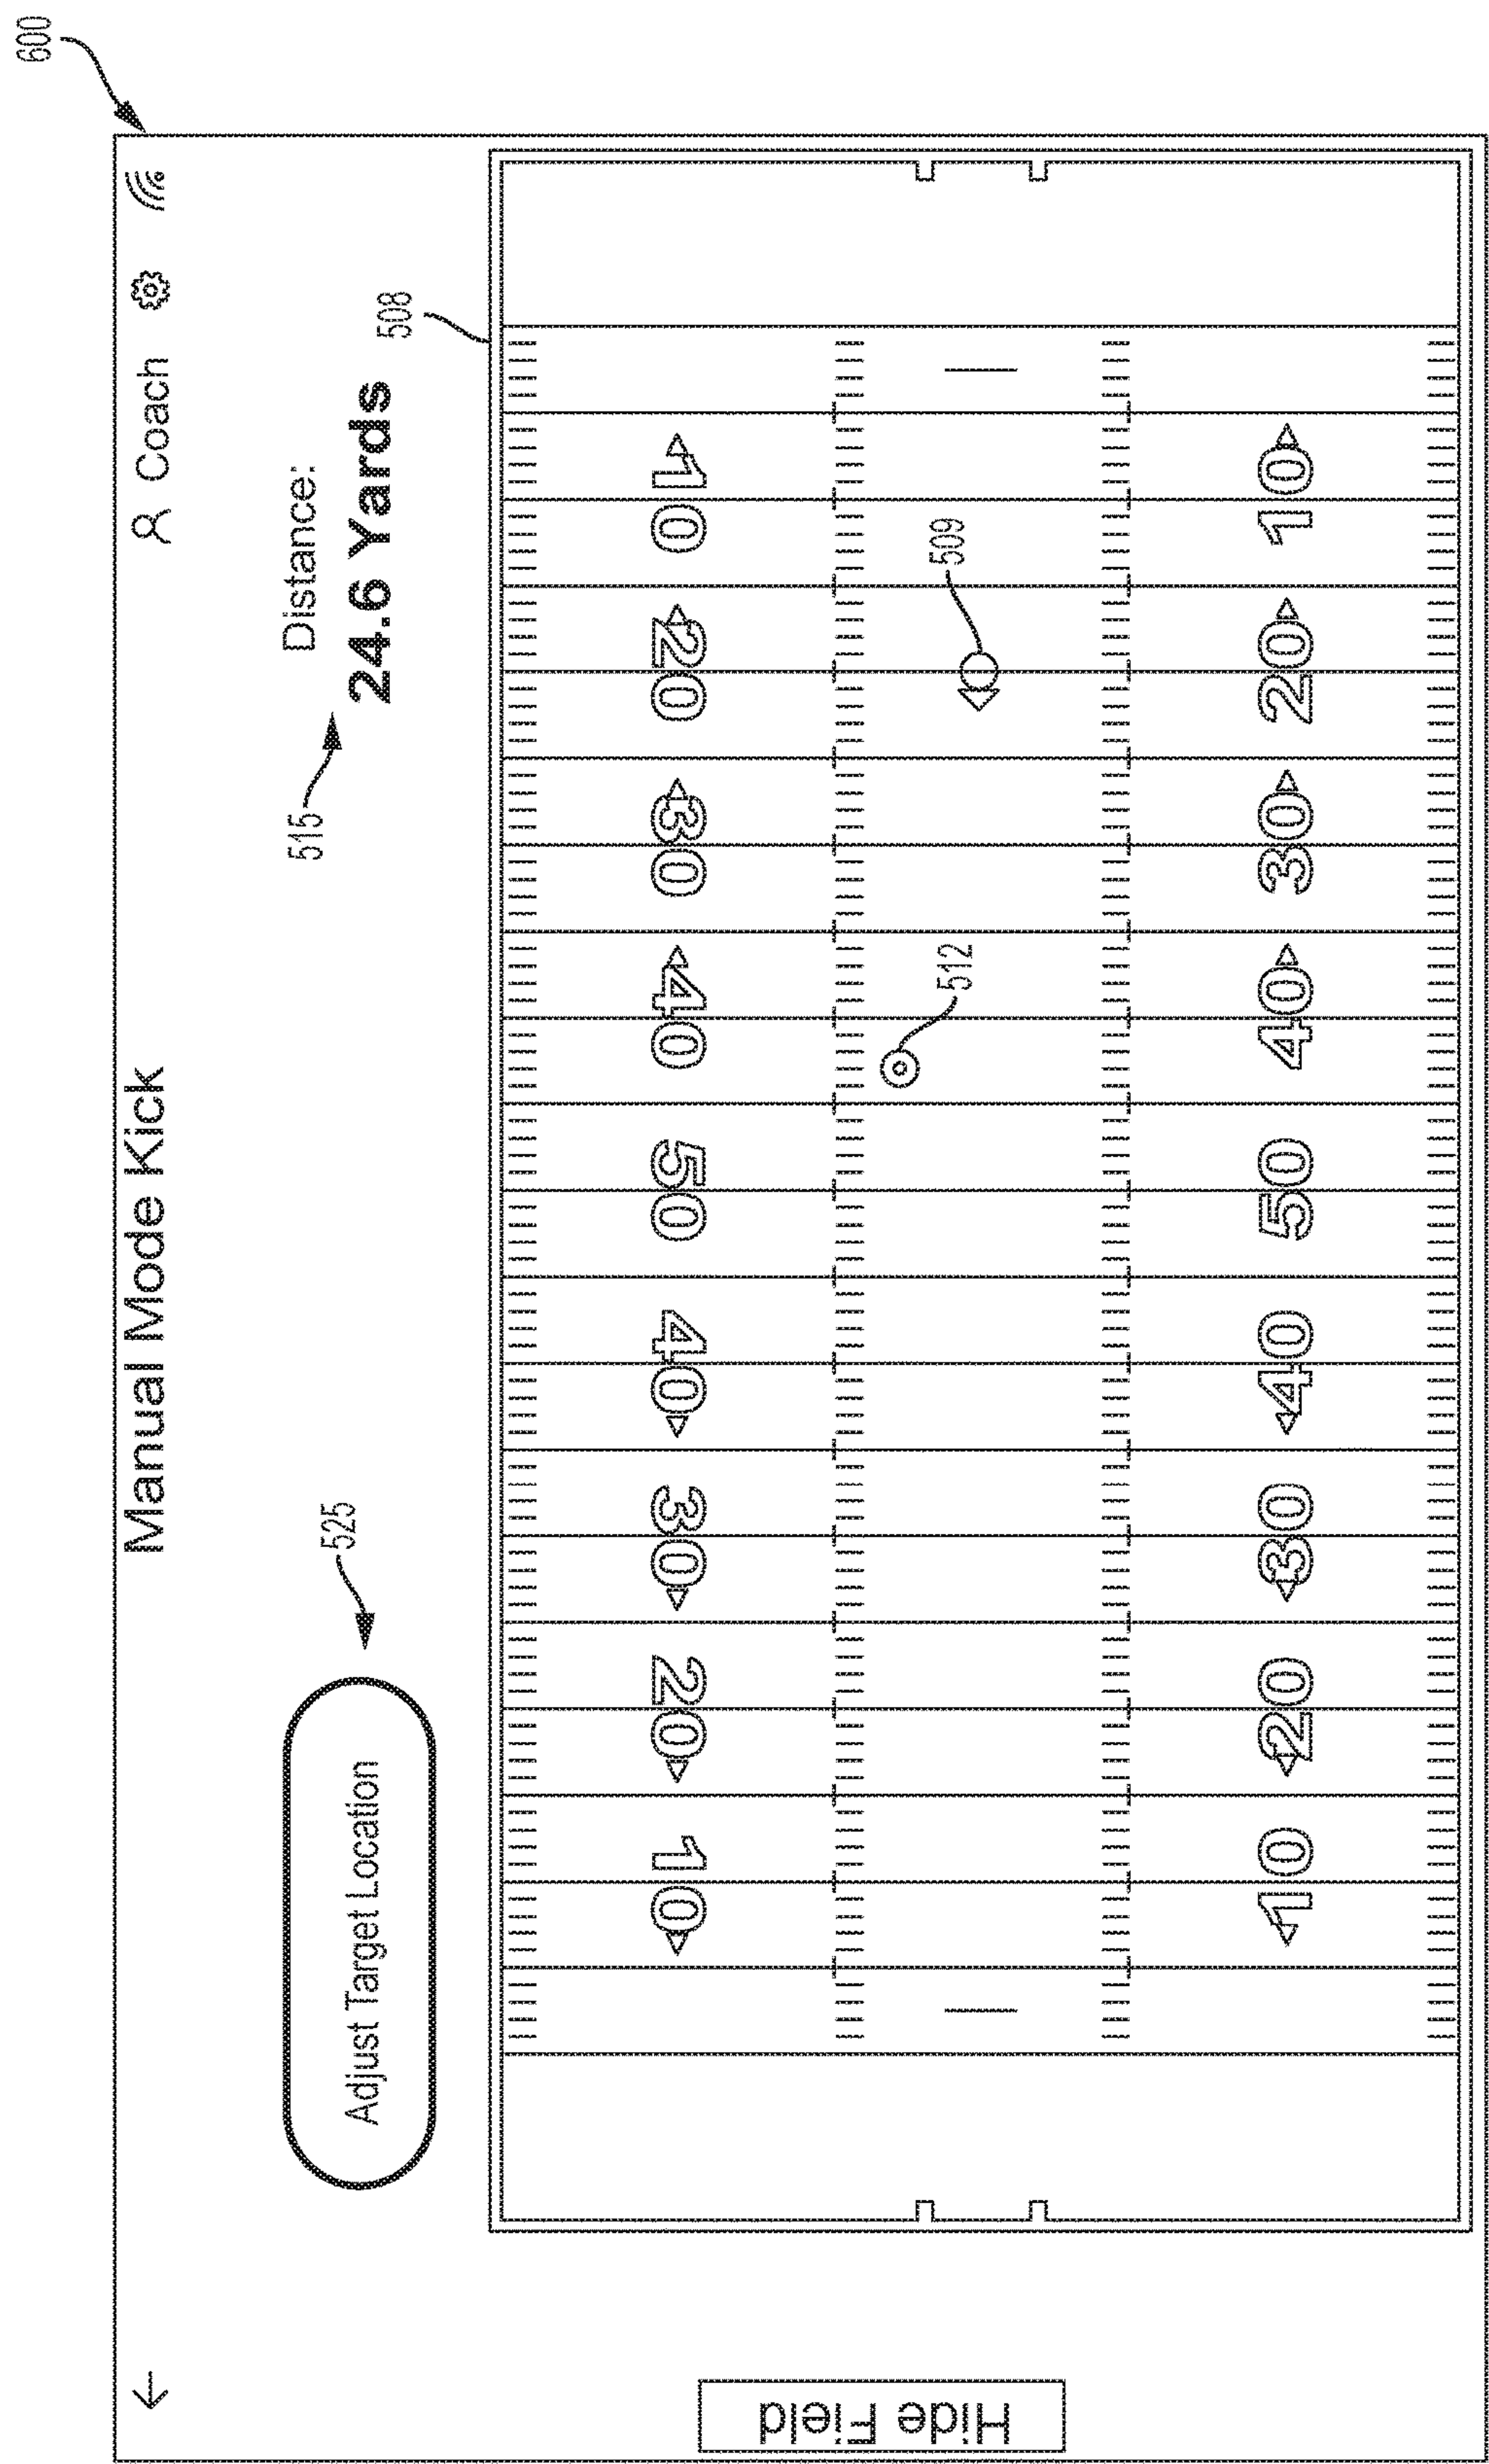 600
← Manual Mode Kick Coach
525
515
Adjust Target Location
Distance:
24.6 Yards
508
10 20 30 40 50 40 30 20 10
512
509
10 20 30 40 50 40 30 20 10
Hide Field